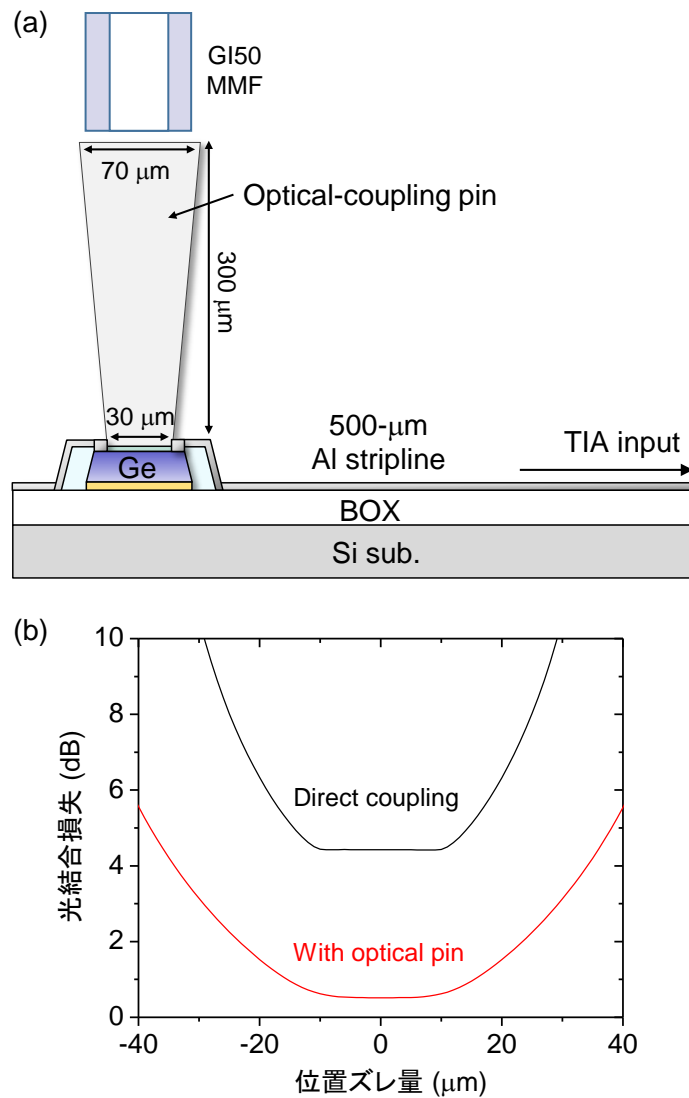 (a)
GI50
MMF
70 μm
Optical-coupling pin
300 μm
30 μm
500-μm
Al stripline
TIA input
Ge
BOX
Si sub.
(b)
10
8
6
4
2
0
光結合損失 (dB)
Direct coupling
With optical pin
-40
-20
0
20
40
位置ズレ量 (μm)